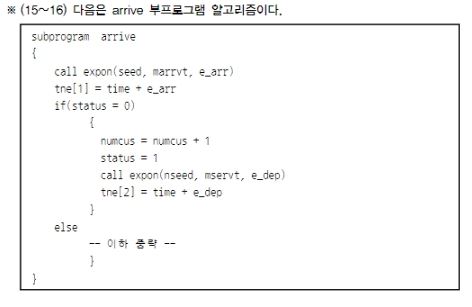 ※ (15~16) 다음은 arrive 부프로그램 알고리즘이다.
subprogram arrive
{
call expon(seed, marrvt, e_arr)
tne[1] = time + e_arr
if(status = 0)
{
numcus = numcus + 1
status = 1
call expon(nseed, mservt, e_dep)
tne[2] = time + e_dep
}
else
-- 이하 중략 --
}
}